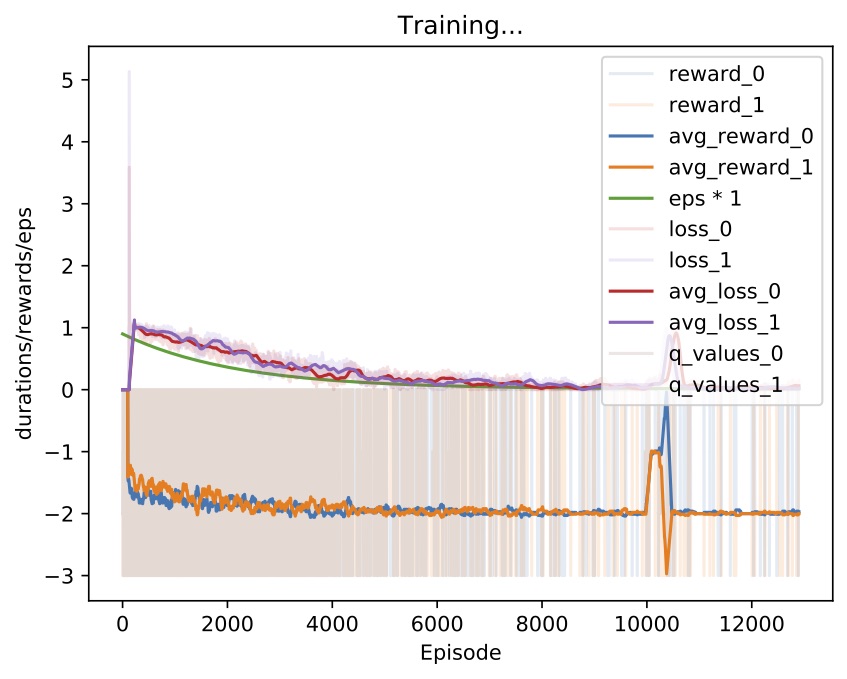 Training...
durations/rewards/eps
5
4
3
2
1
0
−1
−2
−3
reward_0
reward_1
avg_reward_0
avg_reward_1
eps * 1
loss_0
loss_1
avg_loss_0
avg_loss_1
q_values_0
q_values_1
0 2000 4000 6000 8000 10000 12000
Episode